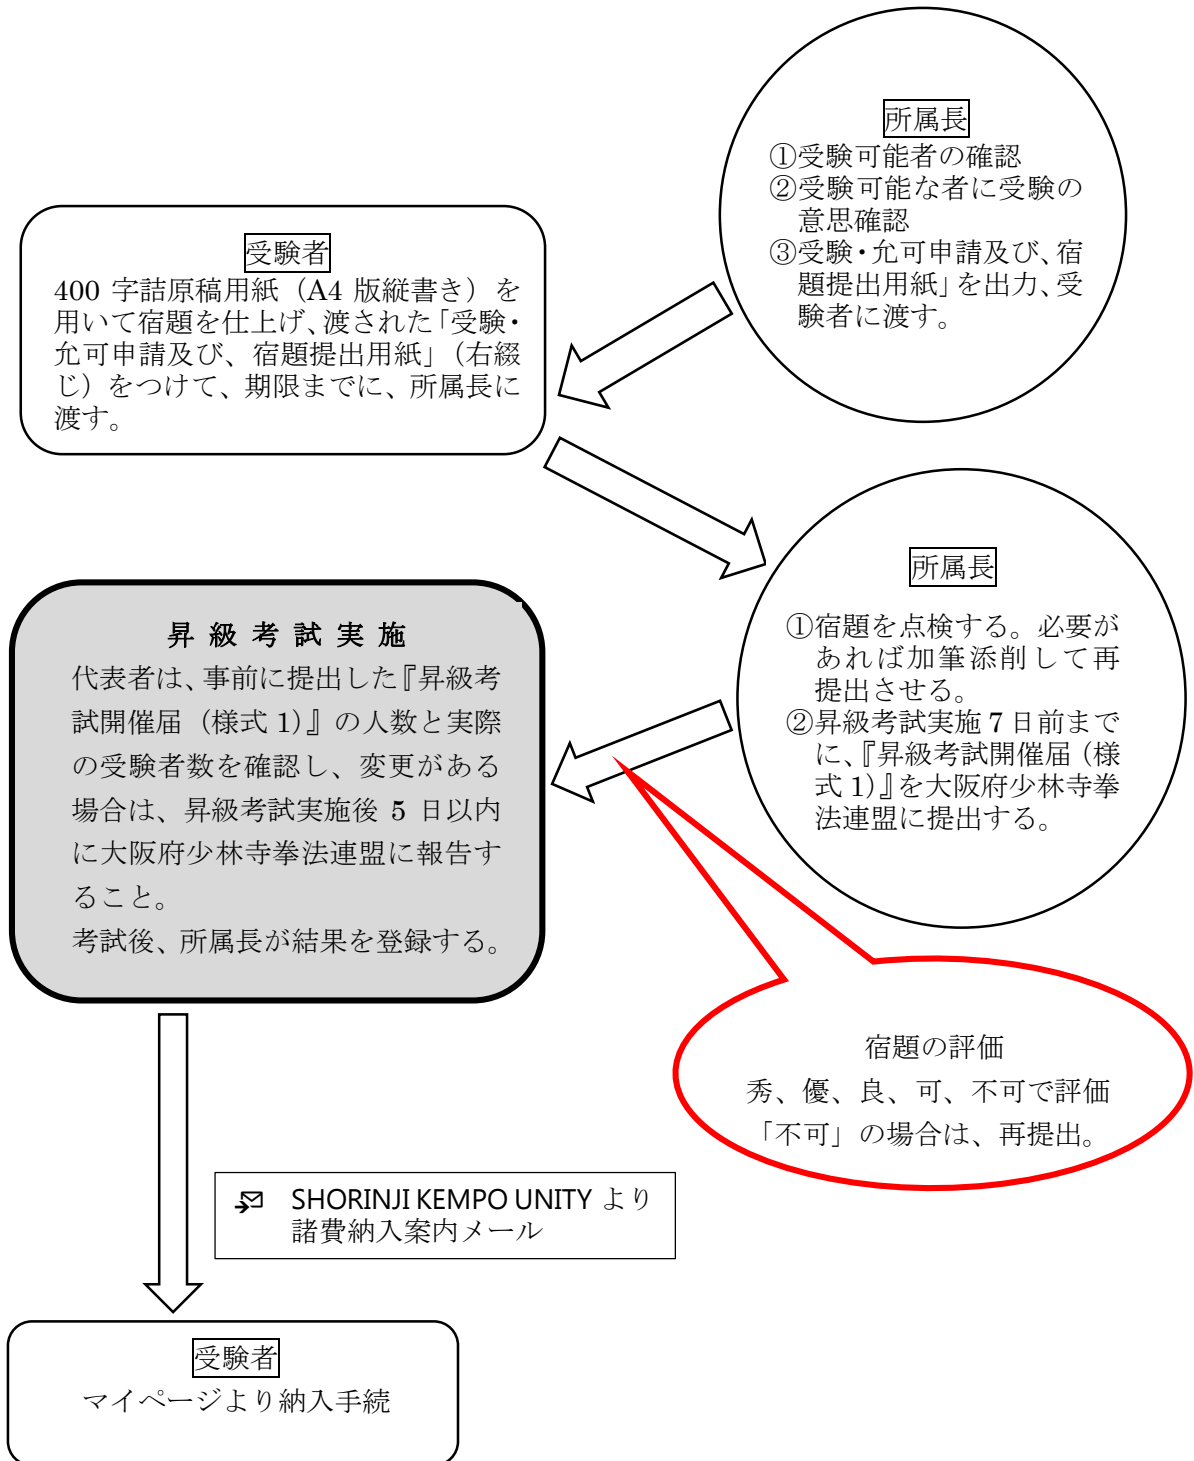 所属長
①受験可能者の確認
②受験可能な者に受験の
意思確認
③受験・允可申請及び、宿
題提出用紙」を出力、受
験者に渡す。
受験者
400 字詰原稿用紙（A4 版縦書き）を
用いて宿題を仕上げ、渡された「受験・
允可申請及び、宿題提出用紙」（右綴
じ）をつけて、期限までに、所属長に
渡す。
所属長
①宿題を点検する。必要が
あれば加筆添削して再
提出させる。
②昇級考試実施 7 日前まで
に、『昇級考試開催届（様
式 1）』を大阪府少林寺拳
法連盟に提出する。
昇 級 考 試 実 施
代表者は、事前に提出した『昇級考
試開催届（様式 1）』の人数と実際
の受験者数を確認し、変更がある
場合は、昇級考試実施後 5 日以内
に大阪府少林寺拳法連盟に報告す
ること。
考試後、所属長が結果を登録する。
宿題の評価
秀、優、良、可、不可で評価
「不可」の場合は、再提出。
SHORINJI KEMPO UNITY より
諸費納入案内メール
受験者
マイページより納入手続